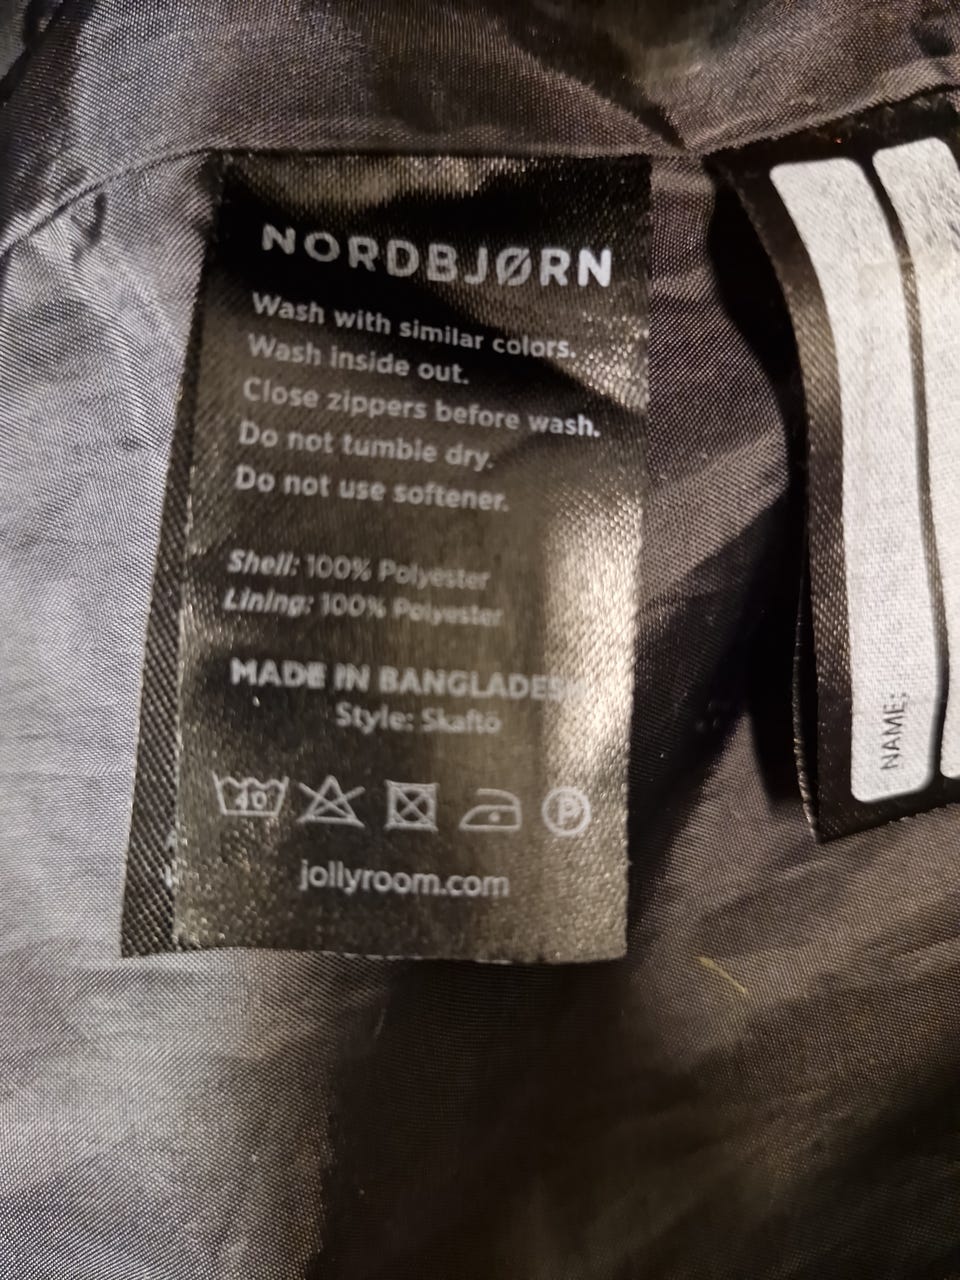 NORDBJØRN
Wash with similar colors.
Wash inside out.
Close zippers before wash.
Do not tumble dry.
Do not use softener.
Shell: 100% Polyester
Lining: 100% Polyester
MADE IN BANGLADESH
Style: Skaftö
40
P
jollyroom.com
NAME: